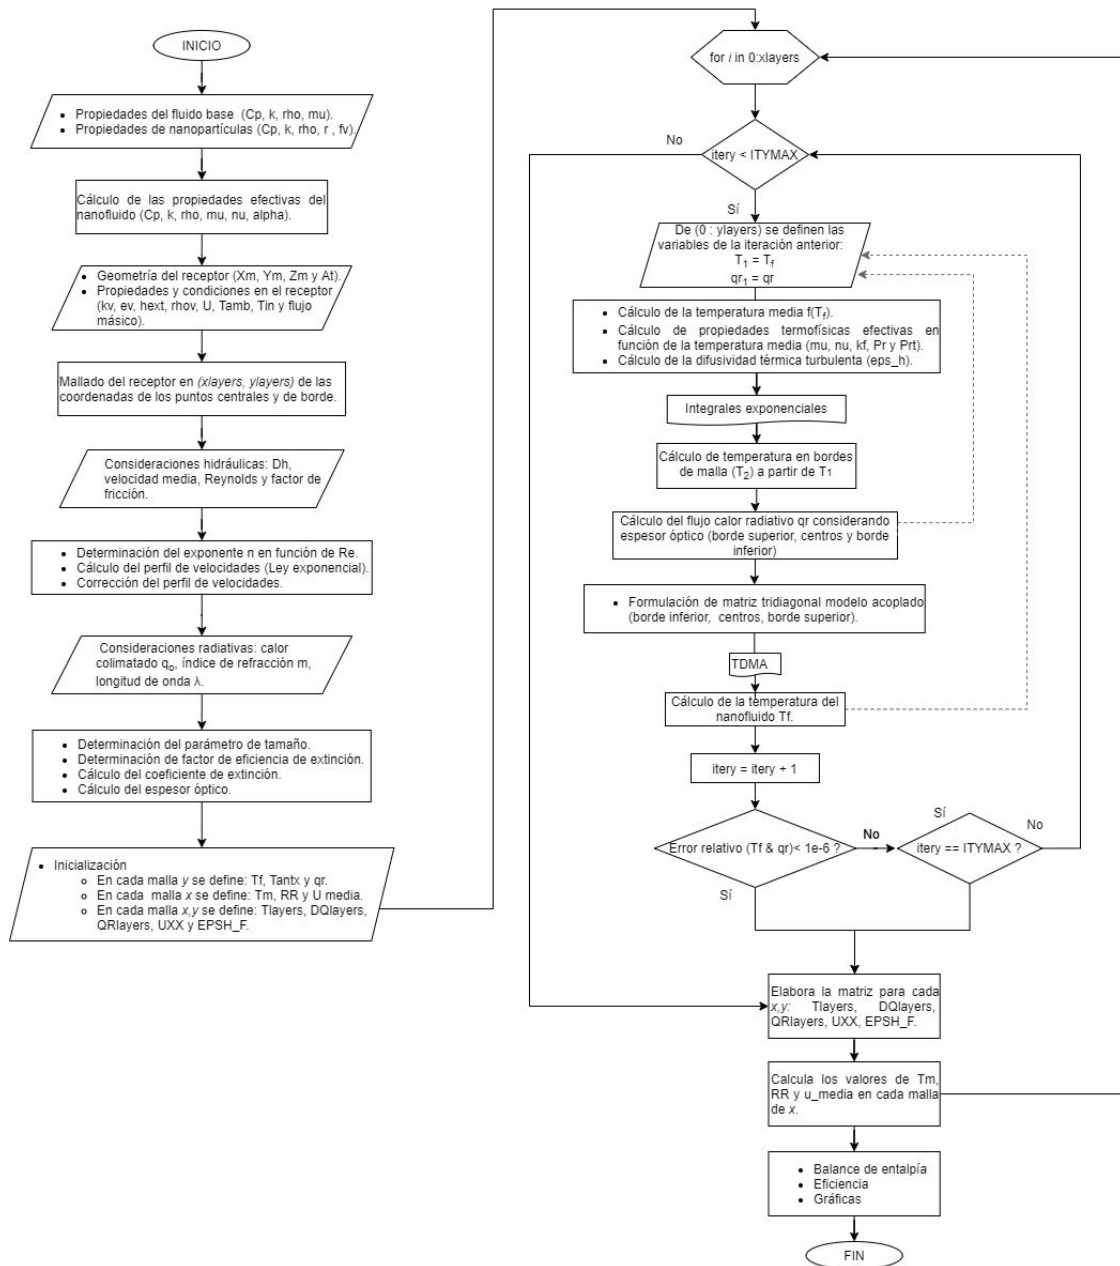 INICIO
• Propiedades del fluido base (Cp, k, rho, mu).
• Propiedades de nanopartículas (Cp, k, rho, r , fv).
Cálculo de las propiedades efectivas del
nanofluido (Cp, k, rho, mu, nu, alpha).
• Geometría del receptor (Xm, Ym, Zm y At).
• Propiedades y condiciones en el receptor
(kv, ev, hext, rhov, U, Tamb, Tin y flujo
másico).
Mallado del receptor en (xlayers, ylayers) de las
coordenadas de los puntos centrales y de borde.
Consideraciones hidráulicas: Dh,
velocidad media, Reynolds y factor de
fricción.
• Determinación del exponente n en función de Re.
• Cálculo del perfil de velocidades (Ley exponencial).
• Corrección del perfil de velocidades.
Consideraciones radiativas: calor
colimatado qo, índice de refracción m,
longitud de onda λ.
• Determinación del parámetro de tamaño.
• Determinación de factor de eficiencia de extinción.
• Cálculo del coeficiente de extinción.
• Cálculo del espesor óptico.
• Inicialización
○ En cada malla y se define: Tf, Tantx y qr.
○ En cada malla x se define: Tm, RR y U media.
○ En cada malla x,y se define: Tlayers, DQlayers,
QRlayers, UXX y EPSH_F.
for i in 0:xlayers
No
itery < ITYMAX
Sí
De (0 : ylayers) se definen las
variables de la iteración anterior:
T1 = Tf
qr1 = qr
• Cálculo de la temperatura media f(Tf).
• Cálculo de propiedades termofísicas efectivas en
función de la temperatura media (mu, nu, kf, Pr y Prt).
• Cálculo de la difusividad térmica turbulenta (eps_h).
Integrales exponenciales
Cálculo de temperatura en bordes
de malla (T2) a partir de T1
Cálculo del flujo calor radiativo qr considerando
espesor óptico (borde superior, centros y borde
inferior)
• Formulación de matriz tridiagonal modelo acoplado
(borde inferior, centros, borde superior).
TDMA
Cálculo de la temperatura del
nanofluido Tf.
itery = itery + 1
Error relativo (Tf & qr)< 1e-6 ?
No
Sí
itery == ITYMAX ?
No
Sí
Elabora la matriz para cada
x,y: Tlayers, DQlayers,
QRlayers, UXX, EPSH_F.
Calcula los valores de Tm,
RR y u_media en cada malla
de x.
• Balance de entalpía
• Eficiencia
• Gráficas
FIN